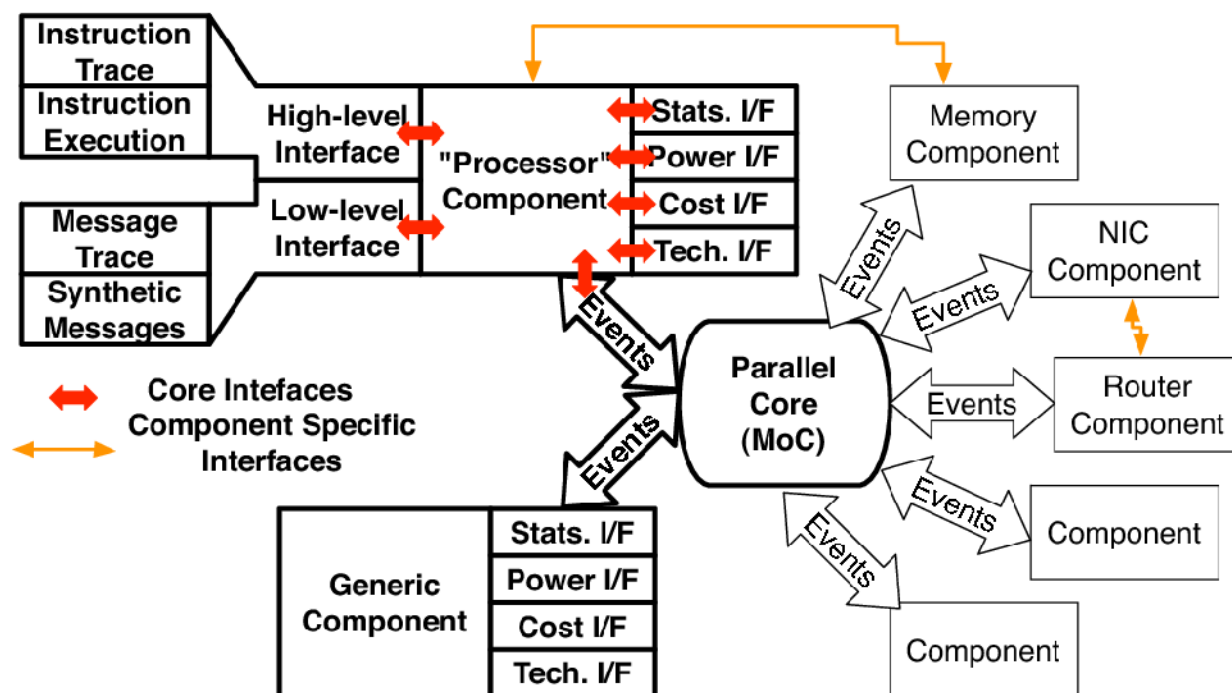 Instruction
Trace
Instruction
Execution
Message
Trace
Synthetic
Messages
High-level
Interface
Low-level
Interface
"Processor"
Component
Stats. I/F
Power I/F
Cost I/F
Tech. I/F
Memory
Component
NIC
Component
Router
Component
Component
Component
Events
Events
Events
Events
Events
Events
Events
Parallel
Core
(MoC)
Core Intefaces
Component Specific
Interfaces
Generic
Component
Stats. I/F
Power I/F
Cost I/F
Tech. I/F